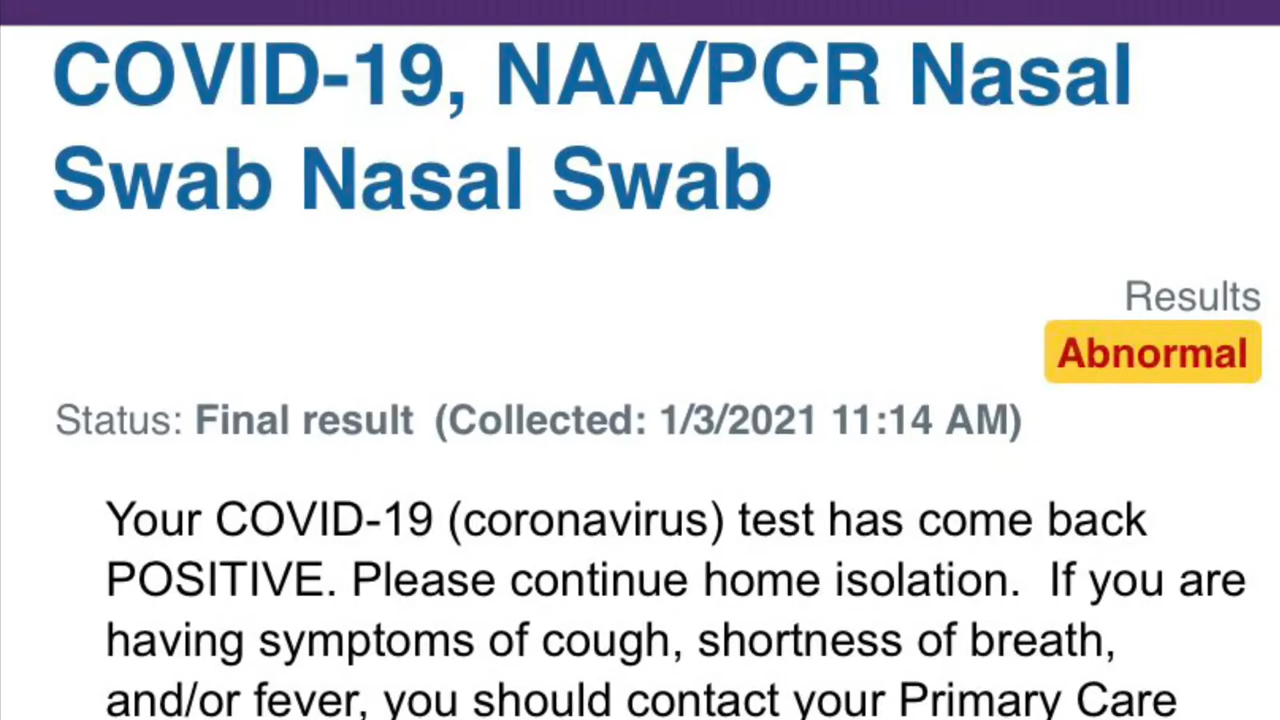 COVID-19, NAA/PCR Nasal
Swab Nasal Swab
Results
Abnormal
Status: Final result (Collected: 1/3/2021 11:14 AM)
Your COVID-19 (coronavirus) test has come back
POSITIVE. Please continue home isolation.  If you are
having symptoms of cough, shortness of breath,
and/or fever, you should contact your Primary Care